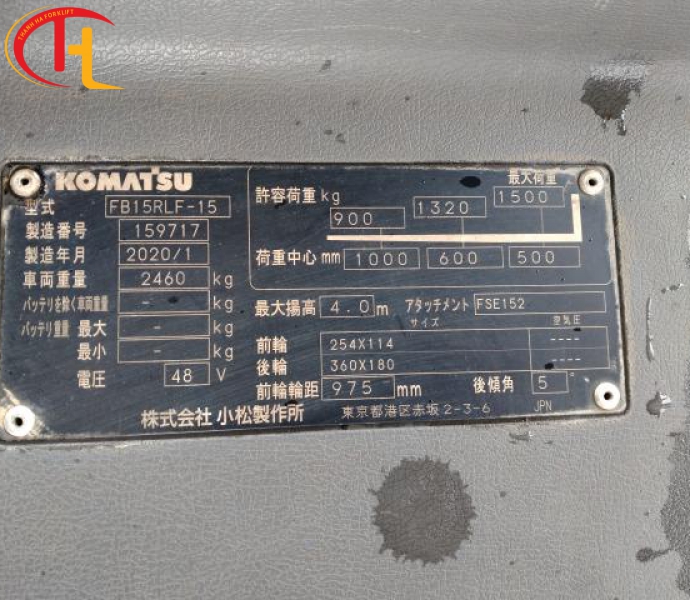 THANH HA FORKLIFT
KOMATSU
型式 FB15RLF-15
製造番号 159717
製造年月 2020/1
車両重量 2460 kg
バッテリを除く車両重量 - kg
バッテリ重量 最大 - kg
最小 - kg
電圧 48 V
最大荷重
許容荷重 kg 900 1320 1500
荷重中心 mm 1000 600 500
最大揚高 4.0 m アタッチメント FSE152
サイズ 空気圧
前輪 254X114 ----
後輪 360X180 ----
前輪輪距 975 mm 後傾角 5 °
株式会社 小松製作所 東京都港区赤坂 2-3-6 JPN